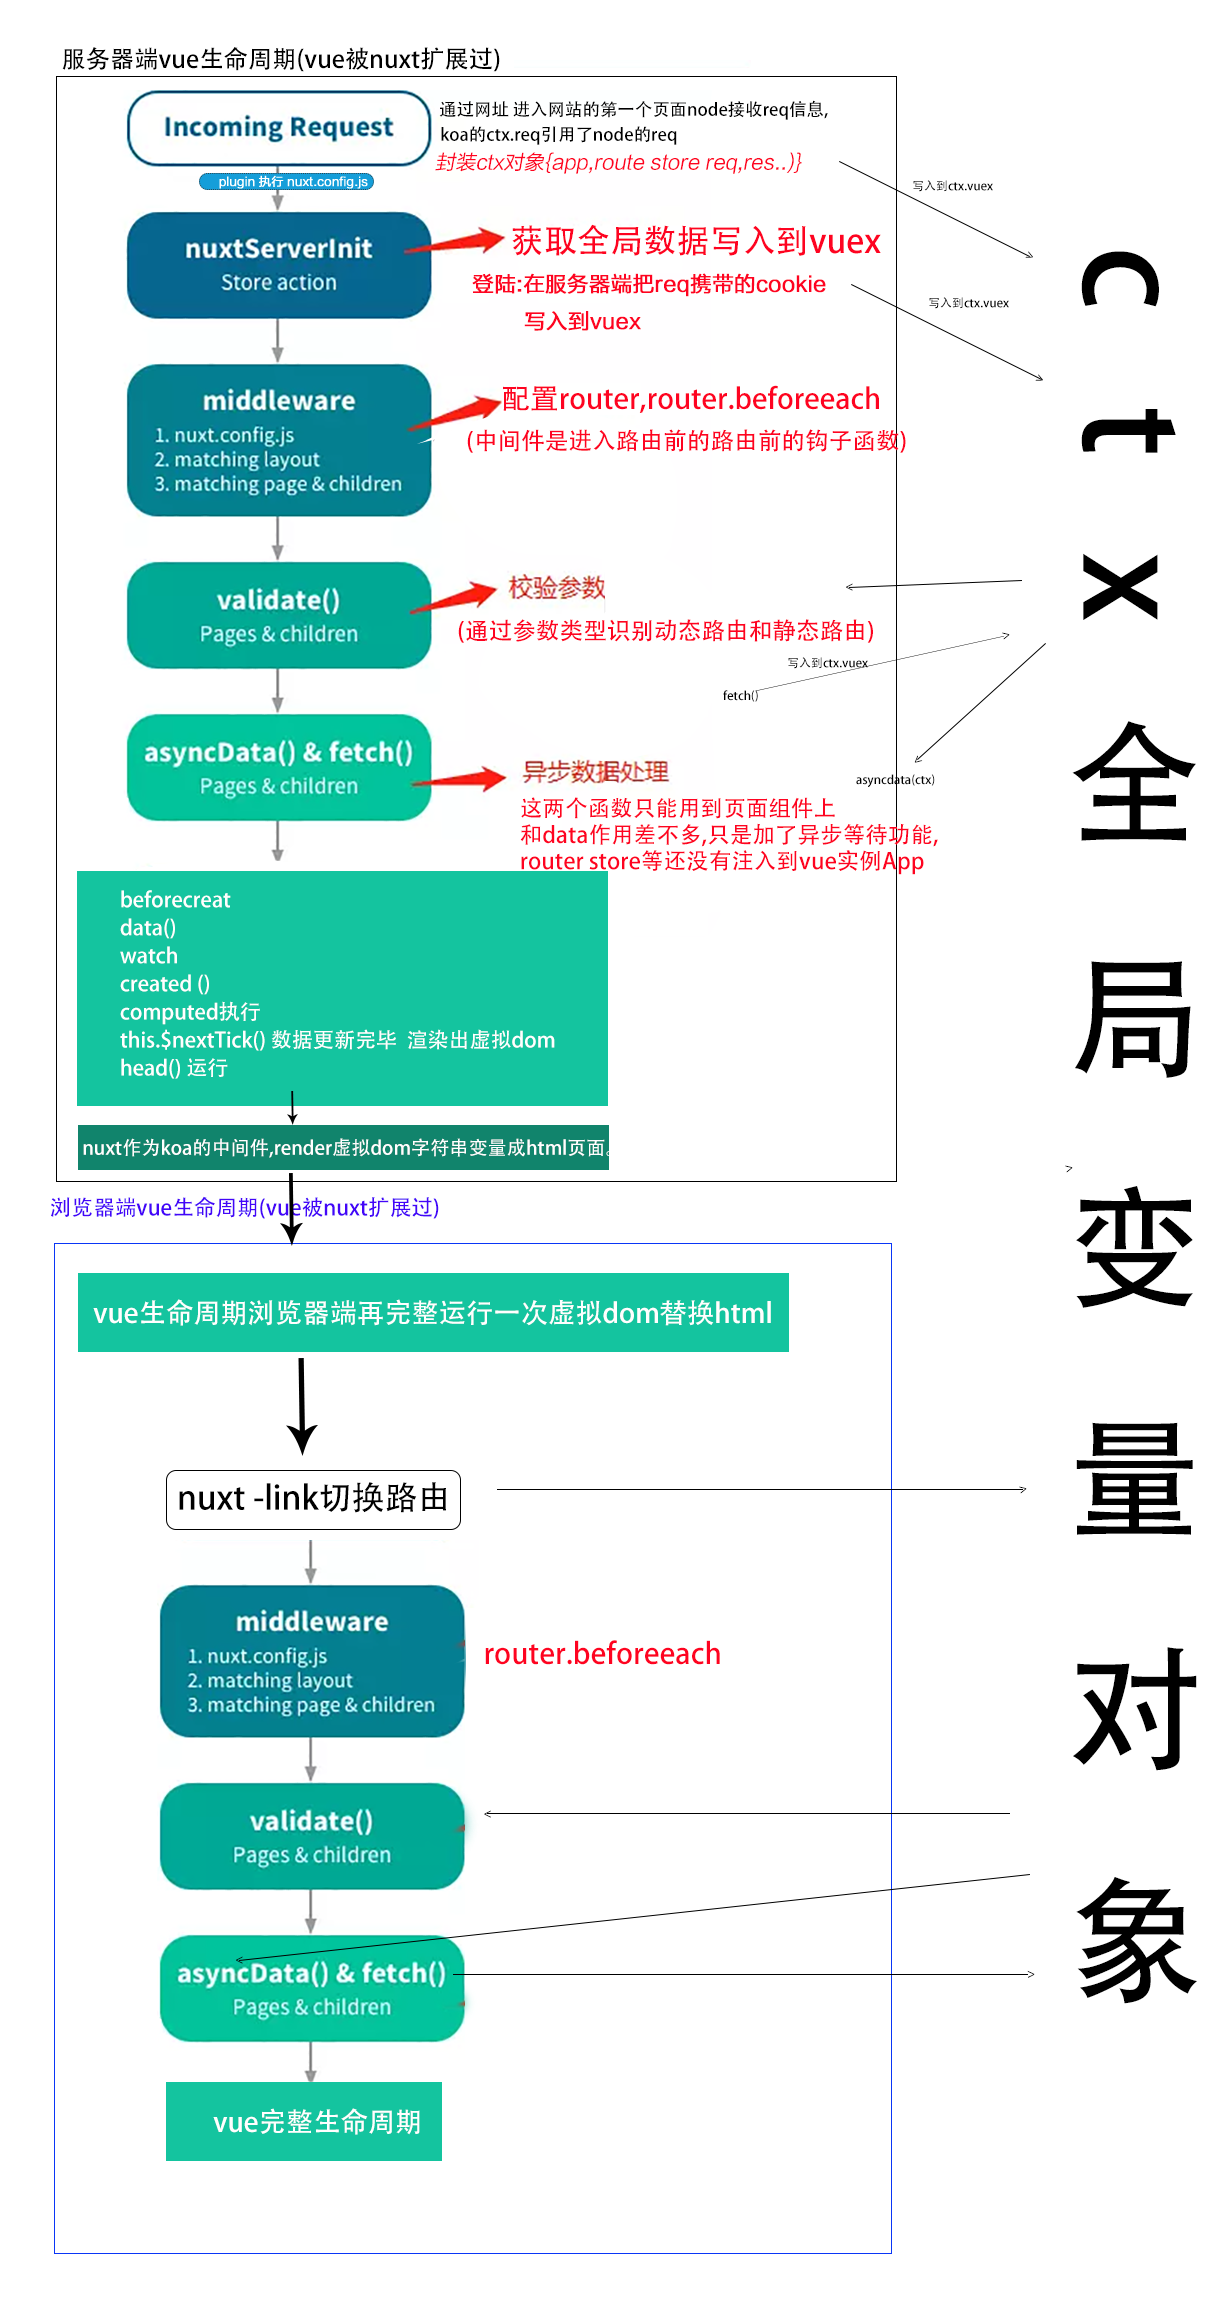 服务器端vue生命周期(vue被nuxt扩展过)
Incoming Request
通过网址 进入网站的第一个页面node接收req信息,
koa的ctx.req引用了node的req
封装ctx对象{app,route store req,res..)}
plugin 执行 nuxt.config.js
写入到ctx.vuex
nuxtServerInit
Store action
获取全局数据写入到vuex
登陆:在服务器端把req携带的cookie
写入到vuex
写入到ctx.vuex
middleware
1. nuxt.config.js
2. matching layout
3. matching page & children
配置router,router.beforeeach
(中间件是进入路由前的路由前的钩子函数)
validate()
Pages & children
校验参数
(通过参数类型识别动态路由和静态路由)
写入到ctx.vuex
fetch()
asyncData() & fetch()
Pages & children
异步数据处理
asyncdata(ctx)
这两个函数只能用到页面组件上
和data作用差不多,只是加了异步等待功能,
router store等还没有注入到vue实例App
beforecreat
data()
watch
created ()
computed执行
this.$nextTick() 数据更新完毕 渲染出虚拟dom
head() 运行
nuxt作为koa的中间件,render虚拟dom字符串变量成html页面。
浏览器端vue生命周期(vue被nuxt扩展过)
vue生命周期浏览器端再完整运行一次虚拟dom替换html
nuxt -link切换路由
middleware
1. nuxt.config.js
2. matching layout
3. matching page & children
router.beforeeach
validate()
Pages & children
asyncData() & fetch()
Pages & children
vue完整生命周期
ctx全局变量对象